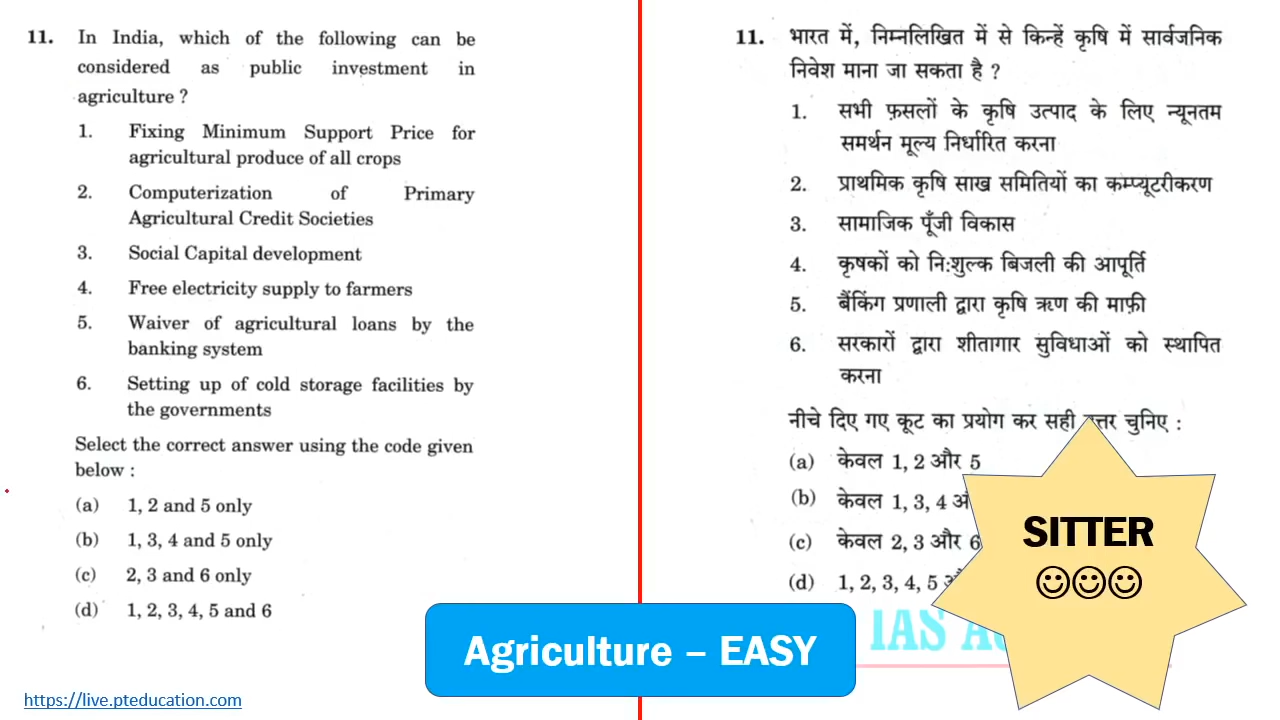 11. In India, which of the following can be
considered as public investment in
agriculture ?
1. Fixing Minimum Support Price for
agricultural produce of all crops
2. Computerization of Primary
Agricultural Credit Societies
3. Social Capital development
4. Free electricity supply to farmers
5. Waiver of agricultural loans by the
banking system
6. Setting up of cold storage facilities by
the governments
Select the correct answer using the code given
below :
(a) 1, 2 and 5 only
(b) 1, 3, 4 and 5 only
(c) 2, 3 and 6 only
(d) 1, 2, 3, 4, 5 and 6
https://live.pteducation.com
11. भारत में, निम्नलिखित में से किन्हें कृषि में सार्वजनिक
निवेश माना जा सकता है ?
1. सभी फ़सलों के कृषि उत्पाद के लिए न्यूनतम
समर्थन मूल्य निर्धारित करना
2. प्राथमिक कृषि साख समितियों का कम्प्यूटरीकरण
3. सामाजिक पूँजी विकास
4. कृषकों को नि:शुल्क बिजली की आपूर्ति
5. बैंकिंग प्रणाली द्वारा कृषि ऋण की माफ़ी
6. सरकारों द्वारा शीतागार सुविधाओं को स्थापित
करना
नीचे दिए गए कूट का प्रयोग कर सही उत्तर चुनिए :
(a) केवल 1, 2 और 5
(b) केवल 1, 3, 4
(c) केवल 2, 3 और 6
(d) 1, 2, 3, 4, 5
SITTER
☺☺☺
Agriculture – EASY
IAS